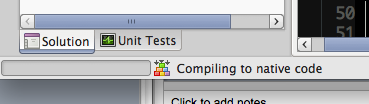 50
51
Solution Unit Tests
Compiling to native code
Click to add notes